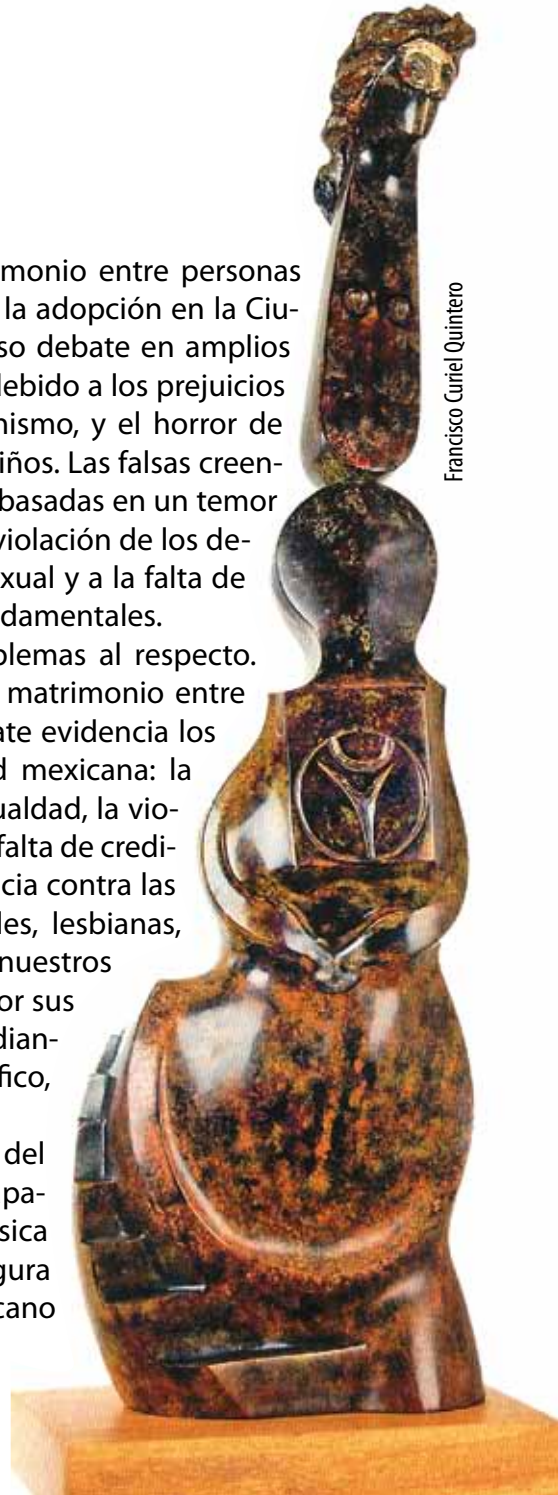 monio entre personas
la adopción en la Ciu-
so debate en amplios
debido a los prejuicios
nismo, y el horror de
iños. Las falsas creen-
basadas en un temor
violación de los de-
xual y a la falta de
damentales.
blemas al respecto.
matrimonio entre
ate evidencia los
d mexicana: la
ualdad, la vio-
falta de credi-
cia contra las
les, lesbianas,
nuestros
or sus
dian-
fico,
del
pa-
sica
gura
cano
Francisco Curiel Quintero